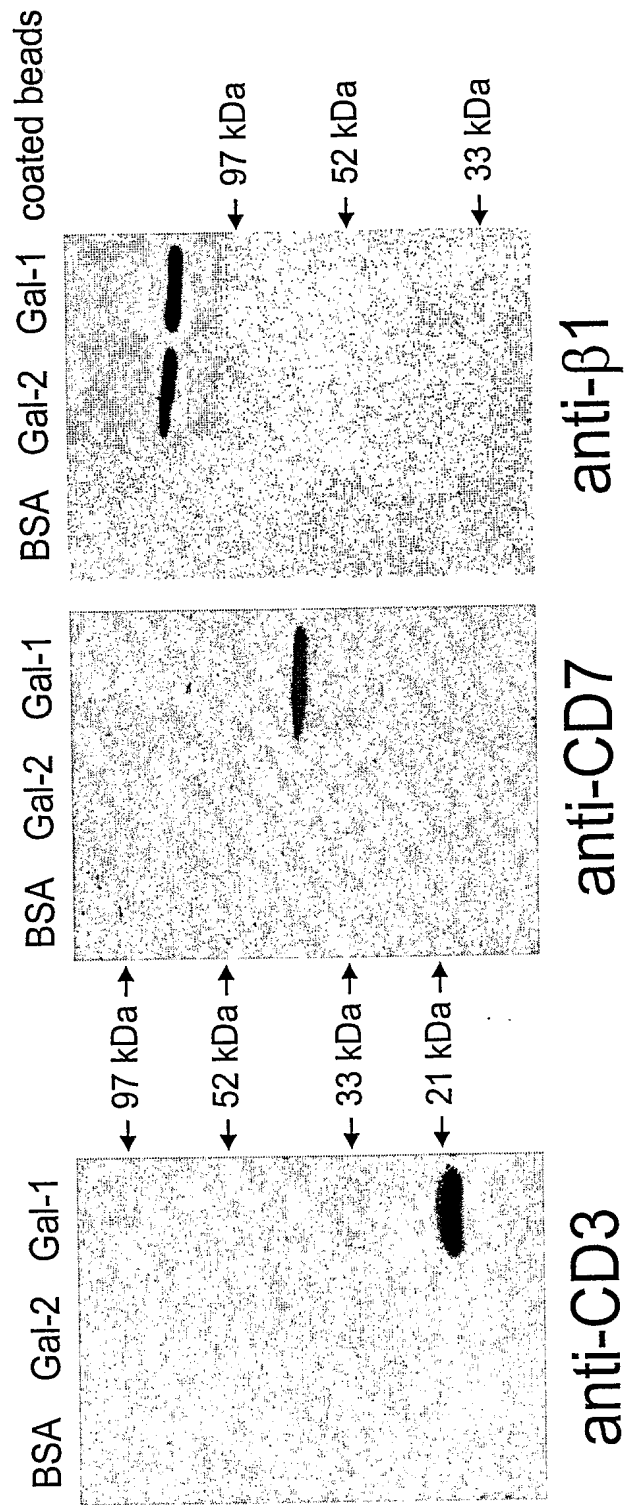 BSA Gal-2 Gal-1
BSA Gal-2 Gal-1
BSA Gal-2 Gal-1 coated beads
← 97 kDa →
← 52 kDa →
← 33 kDa →
← 21 kDa →
← 97 kDa
← 52 kDa
← 33 kDa
anti-CD3
anti-CD7
anti-β1